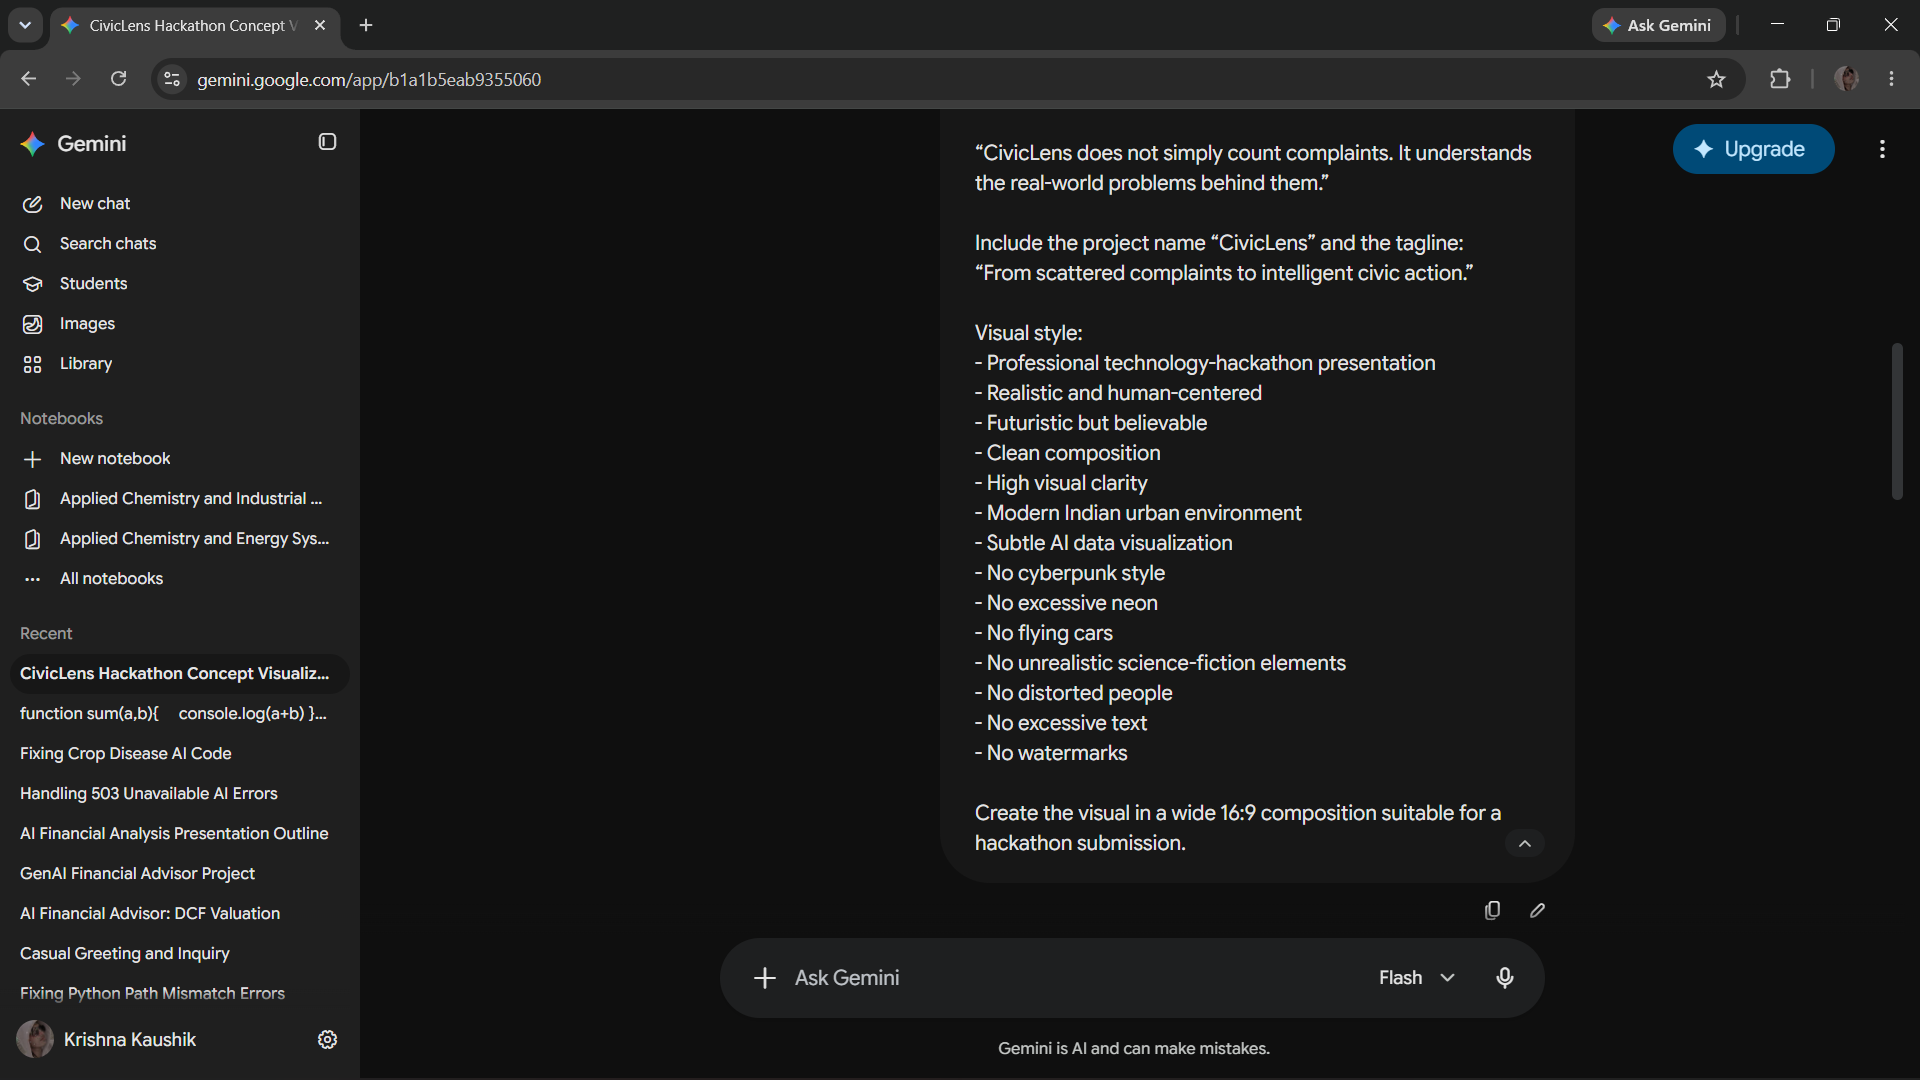 CivicLens Hackathon Concept V
Ask Gemini
gemini.google.com/app/b1a1b5eab9355060
Gemini
New chat
Search chats
Students
Images
Library
Notebooks
New notebook
Applied Chemistry and Industrial ...
Applied Chemistry and Energy Sys...
All notebooks
Recent
CivicLens Hackathon Concept Visualiz...
function sum(a,b){ console.log(a+b) }...
Fixing Crop Disease AI Code
Handling 503 Unavailable AI Errors
AI Financial Analysis Presentation Outline
GenAI Financial Advisor Project
AI Financial Advisor: DCF Valuation
Casual Greeting and Inquiry
Fixing Python Path Mismatch Errors
Krishna Kaushik
Upgrade
“CivicLens does not simply count complaints. It understands
the real-world problems behind them.”
Include the project name “CivicLens” and the tagline:
“From scattered complaints to intelligent civic action.”
Visual style:
- Professional technology-hackathon presentation
- Realistic and human-centered
- Futuristic but believable
- Clean composition
- High visual clarity
- Modern Indian urban environment
- Subtle AI data visualization
- No cyberpunk style
- No excessive neon
- No flying cars
- No unrealistic science-fiction elements
- No distorted people
- No excessive text
- No watermarks
Create the visual in a wide 16:9 composition suitable for a
hackathon submission.
Ask Gemini
Flash
Gemini is AI and can make mistakes.